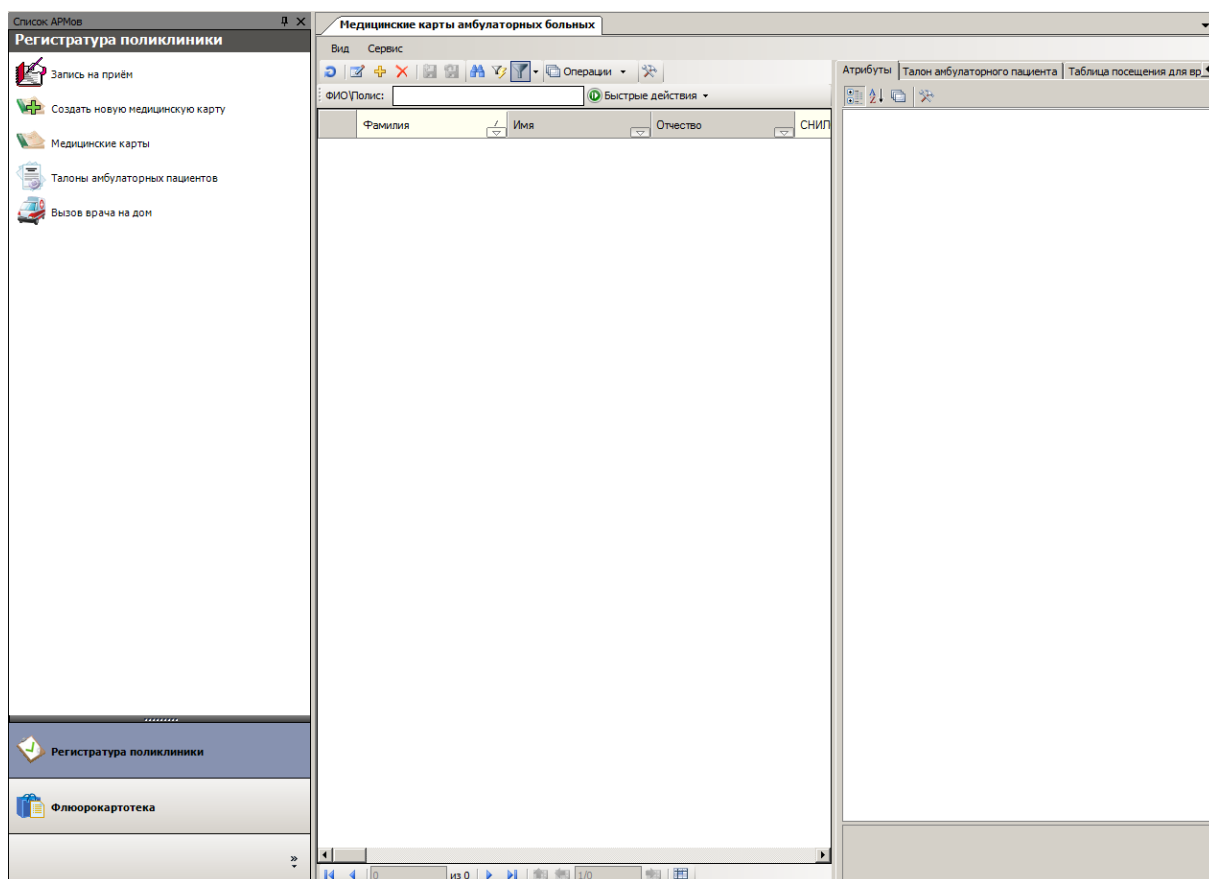 Список АРМов
Регистратура поликлиники
Запись на приём
Создать новую медицинскую карту
Медицинские карты
Талоны амбулаторных пациентов
Вызов врача на дом
Регистратура поликлиники
Флюорокартотека
Медицинские карты амбулаторных больных
Вид Сервис
Операции
ФИО\Полис: Быстрые действия
Фамилия Имя Отчество СНИЛ
0 из 0 1/0
Атрибуты Талон амбулаторного пациента Таблица посещения для вр